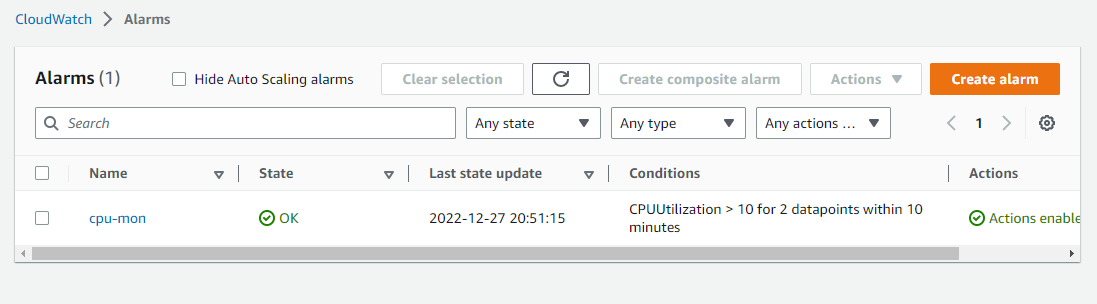 CloudWatch > Alarms
Alarms (1)
Hide Auto Scaling alarms
Clear selection
Create composite alarm
Actions
Create alarm
Search
Any state
Any type
Any actions ...
1
Name
State
Last state update
Conditions
Actions
cpu-mon
OK
2022-12-27 20:51:15
CPUUtilization > 10 for 2 datapoints within 10
minutes
Actions enable